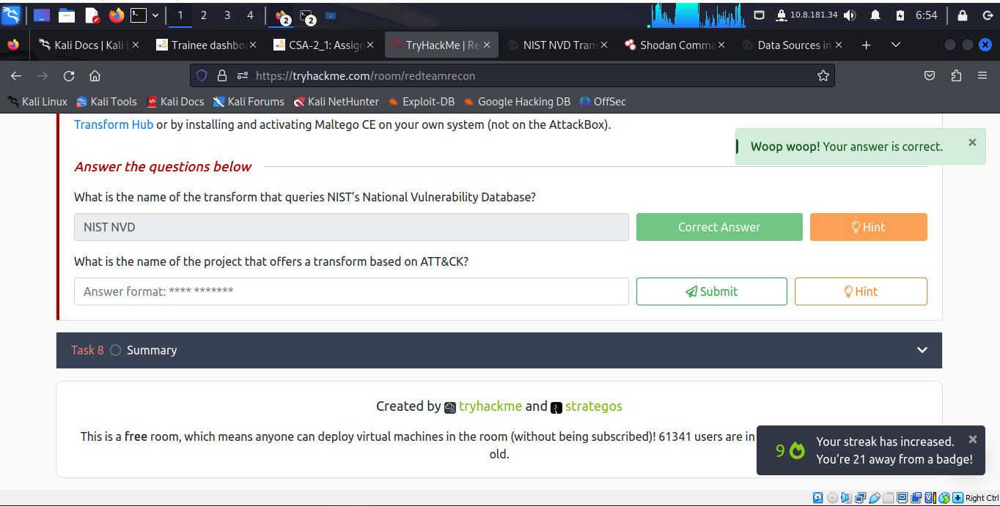 1 2 3 4 2 2 10.8.181.34 6:54
Kali Docs | Kali L Trainee dashbo CSA-2_1: Assign TryHackMe | Re NIST NVD Trans Shodan Comma Data Sources in
https://tryhackme.com/room/redteamrecon
Kali Linux Kali Tools Kali Docs Kali Forums Kali NetHunter Exploit-DB Google Hacking DB OffSec
Transform Hub or by installing and activating Maltego CE on your own system (not on the AttackBox).
Woop woop! Your answer is correct.
Answer the questions below
What is the name of the transform that queries NIST’s National Vulnerability Database?
NIST NVD Correct Answer Hint
What is the name of the project that offers a transform based on ATT&CK?
Answer format: **** ******* Submit Hint
Task 8 Summary
Created by tryhackme and strategos
This is a free room, which means anyone can deploy virtual machines in the room (without being subscribed)! 61341 users are in
old.
9 Your streak has increased.
You're 21 away from a badge!
Right Ctrl